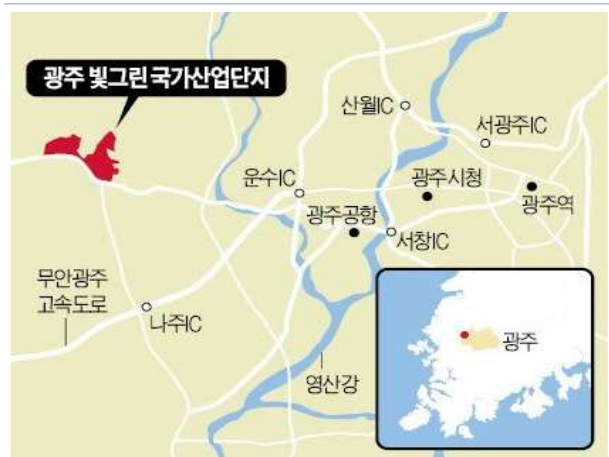 광주 빛그린 국가산업단지
산월IC
서광주IC
운수IC
광주시청
광주역
광주공항
서창IC
무안광주
고속도로
나주IC
영산강
광주